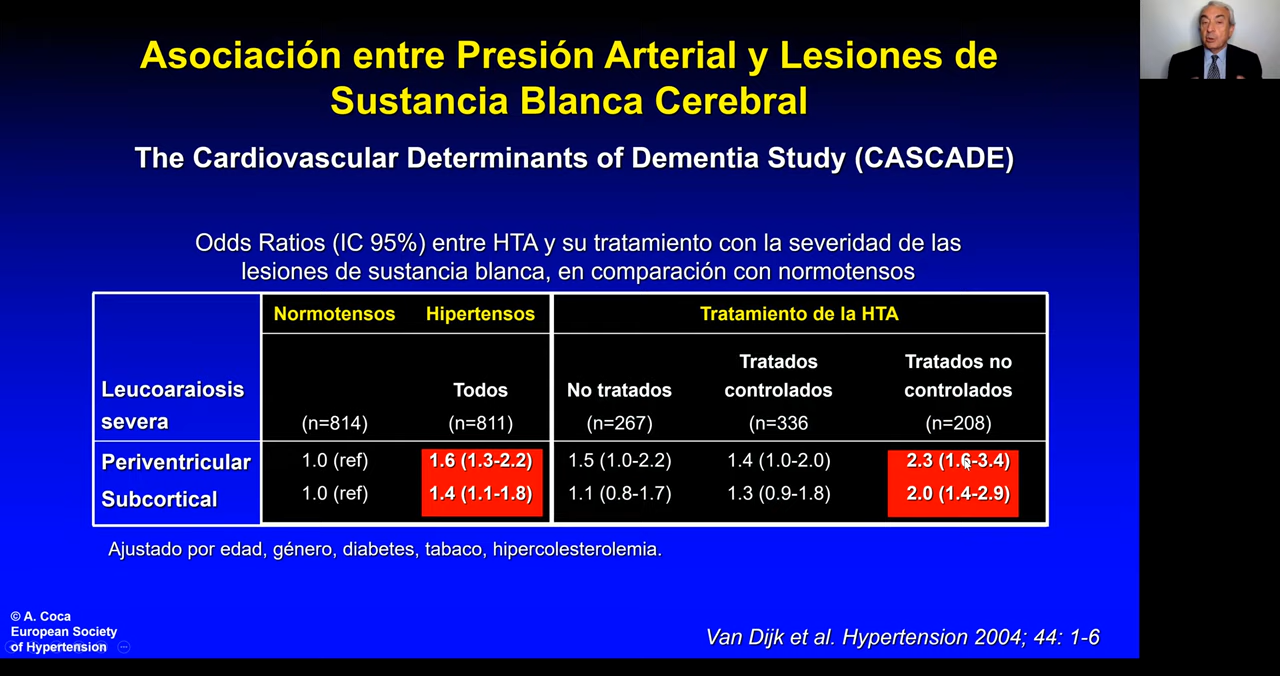 Asociación entre Presión Arterial y Lesiones de
Sustancia Blanca Cerebral
The Cardiovascular Determinants of Dementia Study (CASCADE)
Odds Ratios (IC 95%) entre HTA y su tratamiento con la severidad de las
lesiones de sustancia blanca, en comparación con normotensos
Normotensos Hipertensos Tratamiento de la HTA
Tratados Tratados no
Leucoaraiosis Todos No tratados controlados controlados
severa (n=814) (n=811) (n=267) (n=336 (n=208)
Periventricular 1.0 (ref) 1.6 (1.3-2.2) 1.5 (1.0-2.2) 1.4 (1.0-2.0) 2.3 (1.6-3.4)
Subcortical 1.0 (ref) 1.4 (1.1-1.8) 1.1 (0.8-1.7) 1.3 (0.9-1.8) 2.0 (1.4-2.9)
Ajustado por edad, género, diabetes, tabaco, hipercolesterolemia.
© A. Coca
European Society
of Hypertension
Van Dijk et al. Hypertension 2004; 44: 1-6